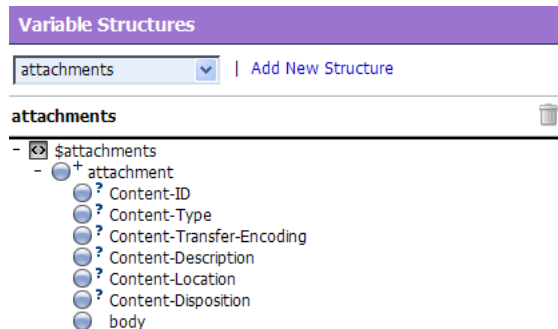 Variable Structures
attachments | Add New Structure
attachments
- <> $attachments
- + attachment
? Content-ID
? Content-Type
? Content-Transfer-Encoding
? Content-Description
? Content-Location
? Content-Disposition
body